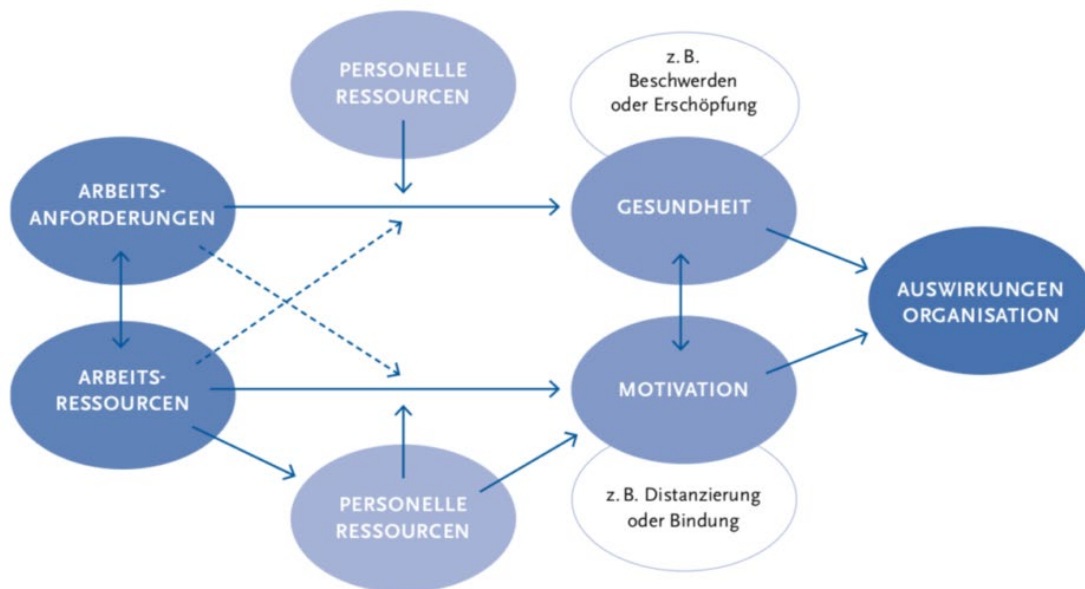 PERSONELLE
RESSOURCEN
z. B.
Beschwerden
oder Erschöpfung
ARBEITS-
ANFORDERUNGEN
GESUNDHEIT
AUSWIRKUNGEN
ORGANISATION
ARBEITS-
RESSOURCEN
MOTIVATION
PERSONELLE
RESSOURCEN
z. B. Distanzierung
oder Bindung